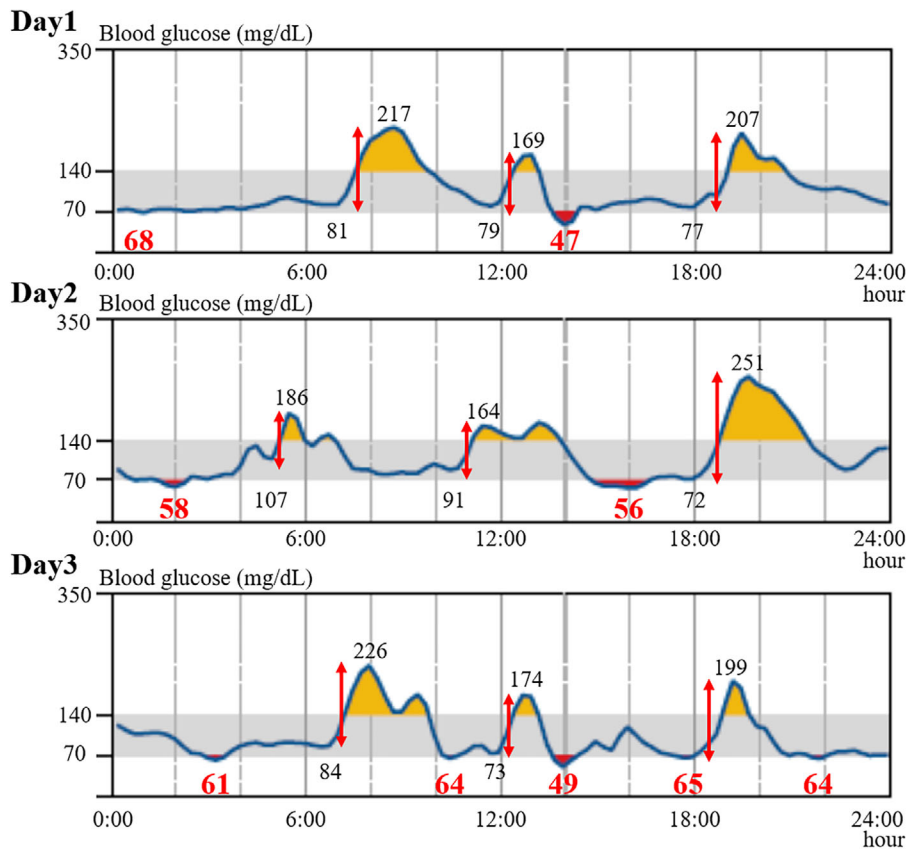 Day1
Blood glucose (mg/dL)
350
217
207
169
140
70
81
79
77
68
47
0:00 6:00 12:00 18:00 24:00
hour
Day2
Blood glucose (mg/dL)
350
251
186
164
140
70
107
91
72
58
56
0:00 6:00 12:00 18:00 24:00
hour
Day3
Blood glucose (mg/dL)
350
226
174
199
140
70
84
73
61
64
49
65
64
0:00 6:00 12:00 18:00 24:00
hour